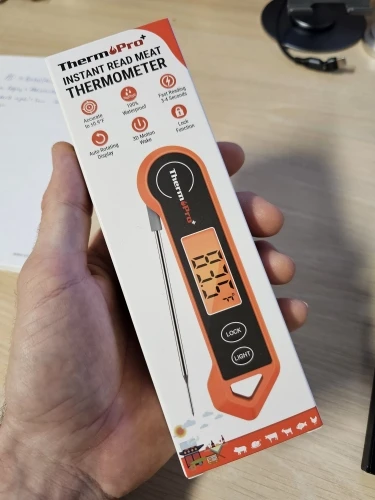 ThermoPro+
INSTANT READ MEAT
THERMOMETER
Accurate
to ±0.9°F
100%
Waterproof
Fast Reading
3-4 Seconds
Auto Rotating
Display
3D Motion
Wake
Lock
Function
ThermoPro+
LOCK
LIGHT